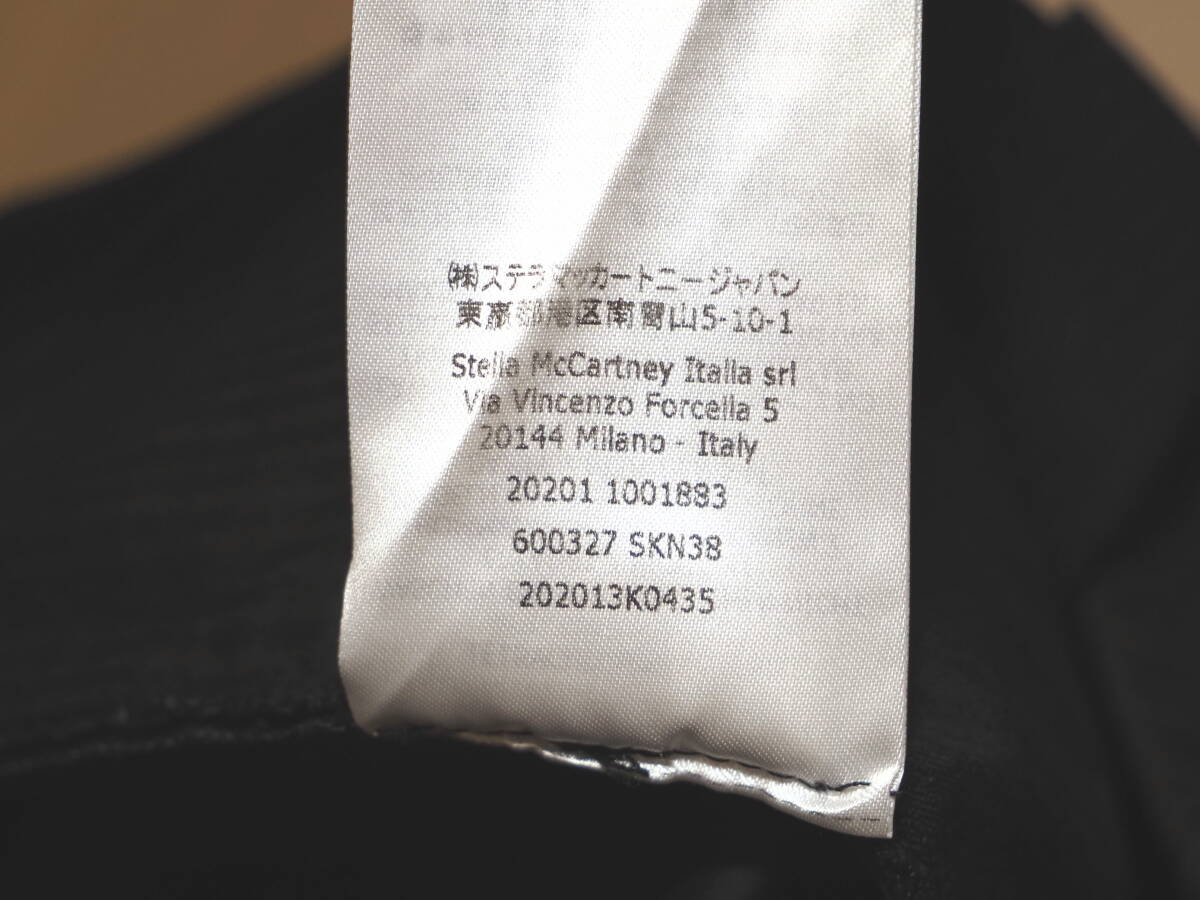 ㈱ステラマッカートニージャパン
東京都港区南青山5-10-1
Stella McCartney Italia srl
Via Vincenzo Forcella 5
20144 Milano - Italy
20201 1001883
600327 SKN38
202013K0435